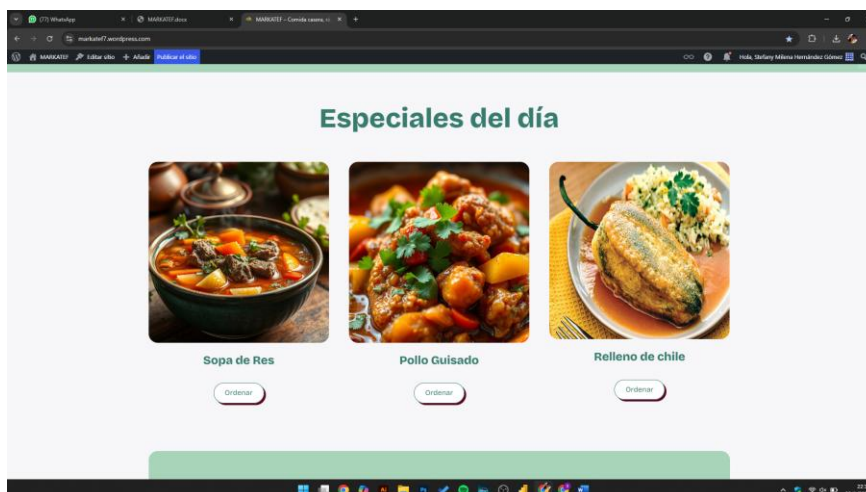 (77) WhatsApp
MARKATEF.docx
MARKATEF – Comida casera, ri
markatef7.wordpress.com
MARKATEF Editar sitio Añadir Publicar el sitio
Hola, Stefany Milena Hernández Gómez
Especiales del día
Sopa de Res
Pollo Guisado
Relleno de chile
Ordenar
Ordenar
Ordenar